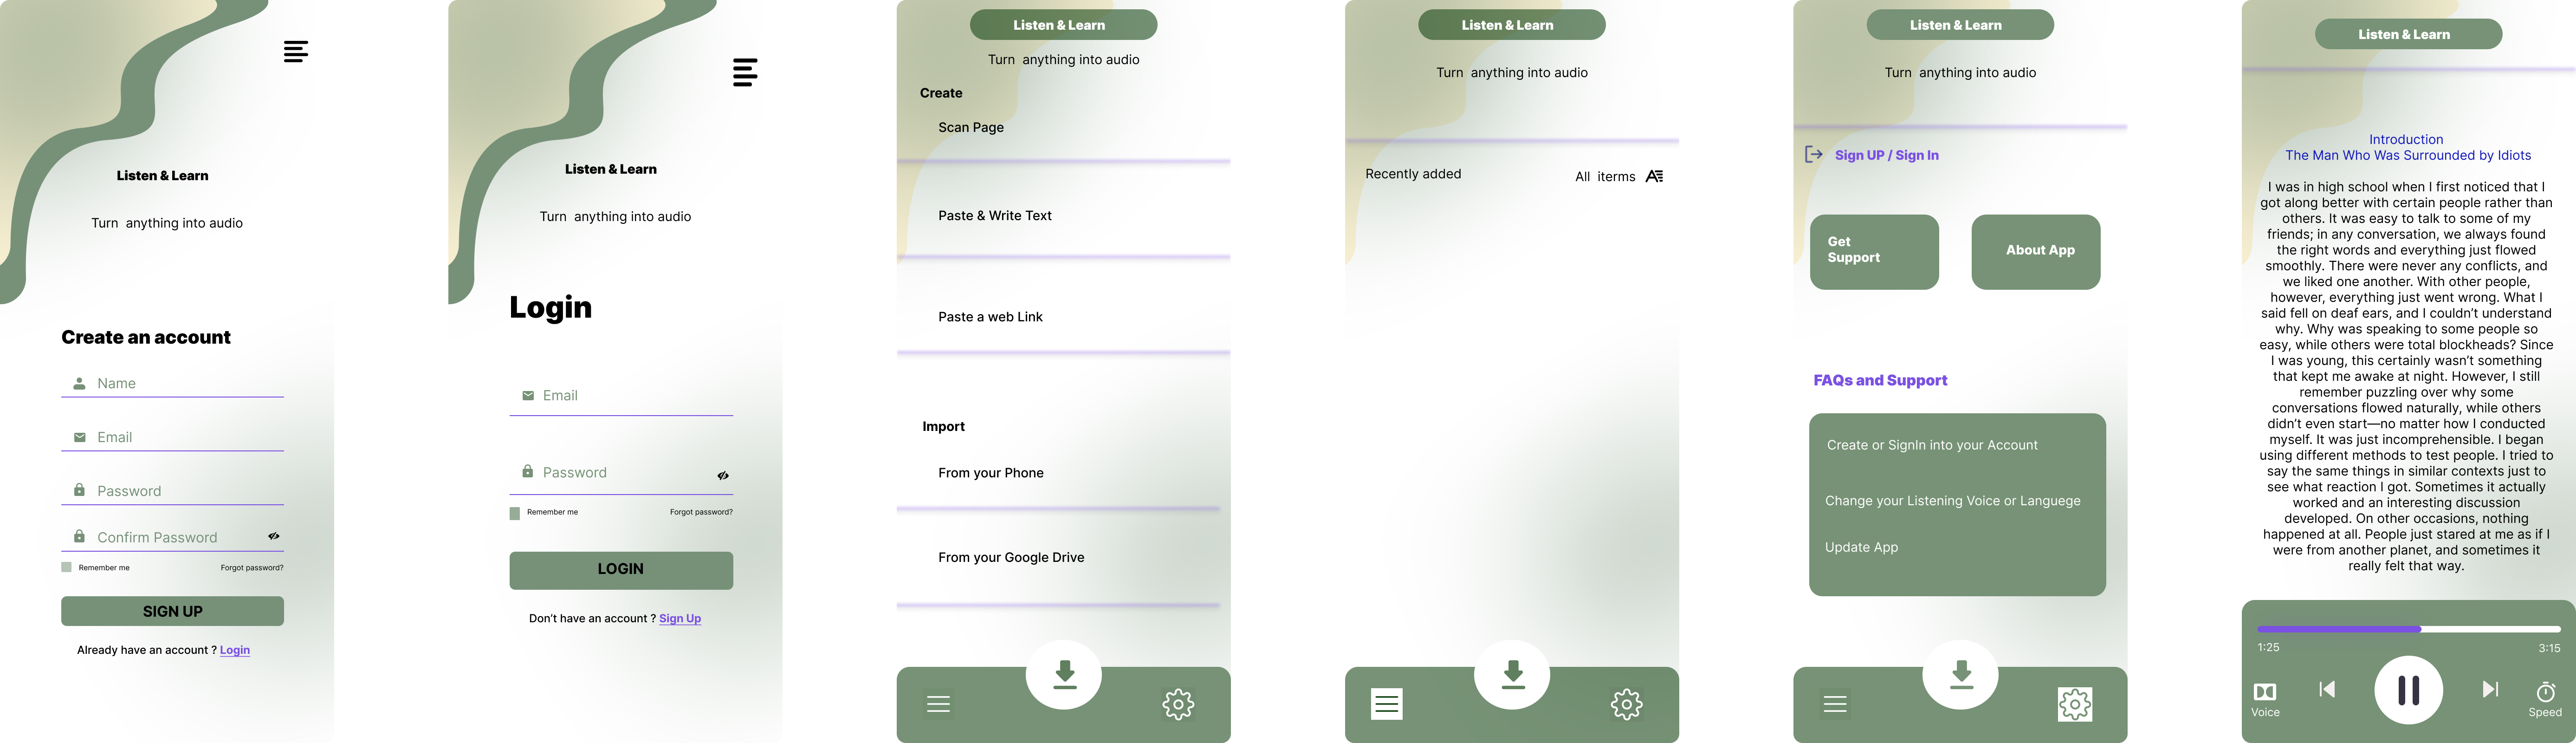 Listen & Learn
Turn anything into audio
Create an account
Name
Email
Password
Confirm Password
Remember me
Forgot password?
SIGN UP
Already have an account ? Login
Listen & Learn
Turn anything into audio
Login
Email
Password
Remember me
Forgot password?
LOGIN
Don't have an account ? Sign Up
Listen & Learn
Turn anything into audio
Create
Scan Page
Paste & Write Text
Paste a web Link
Import
From your Phone
From your Google Drive
Listen & Learn
Turn anything into audio
Recently added
All iterms
Listen & Learn
Turn anything into audio
Sign UP / Sign In
Get
Support
About App
FAQs and Support
Create or SignIn into your Account
Change your Listening Voice or Languege
Update App
Listen & Learn
Introduction
The Man Who Was Surrounded by Idiots
I was in high school when I first noticed that I
got along better with certain people rather than
others. It was easy to talk to some of my
friends; in any conversation, we always found
the right words and everything just flowed
smoothly. There were never any conflicts, and
we liked one another. With other people,
however, everything just went wrong. What I
said fell on deaf ears, and I couldn't understand
why. Why was speaking to some people so
easy, while others were total blockheads? Since
I was young, this certainly wasn't something
that kept me awake at night. However, I still
remember puzzling over why some
conversations flowed naturally, while others
didn't even start—no matter how I conducted
myself. It was just incomprehensible. I began
using different methods to test people. I tried to
say the same things in similar contexts just to
see what reaction I got. Sometimes it actually
worked and an interesting discussion
developed. On other occasions, nothing
happened at all. People just stared at me as if I
were from another planet, and sometimes it
really felt that way.
1:25
3:15
Voice
Speed